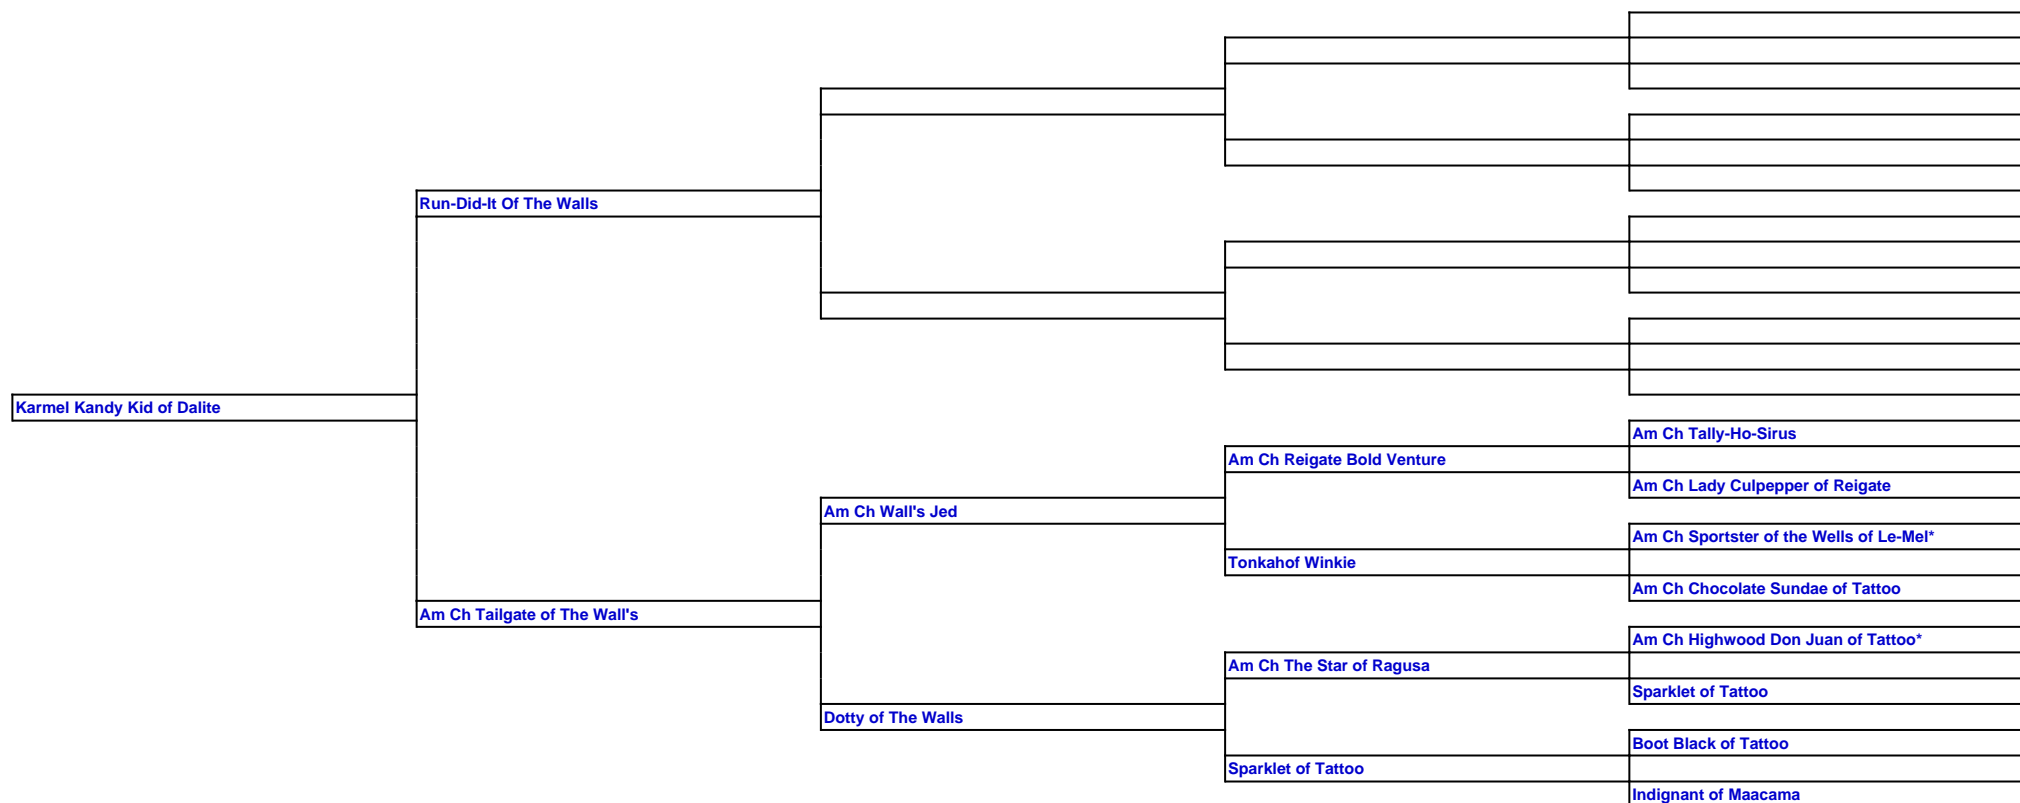 Run-Did-It Of The Walls
Karmel Kandy Kid of Dalite
Am Ch Tally-Ho-Sirus
Am Ch Reigate Bold Venture
Am Ch Lady Culpepper of Reigate
Am Ch Wall's Jed
Am Ch Sportster of the Wells of Le-Mel*
Tonkahof Winkie
Am Ch Chocolate Sundae of Tattoo
Am Ch Tailgate of The Wall's
Am Ch Highwood Don Juan of Tattoo*
Am Ch The Star of Ragusa
Sparklet of Tattoo
Dotty of The Walls
Boot Black of Tattoo
Sparklet of Tattoo
Indignant of Maacama